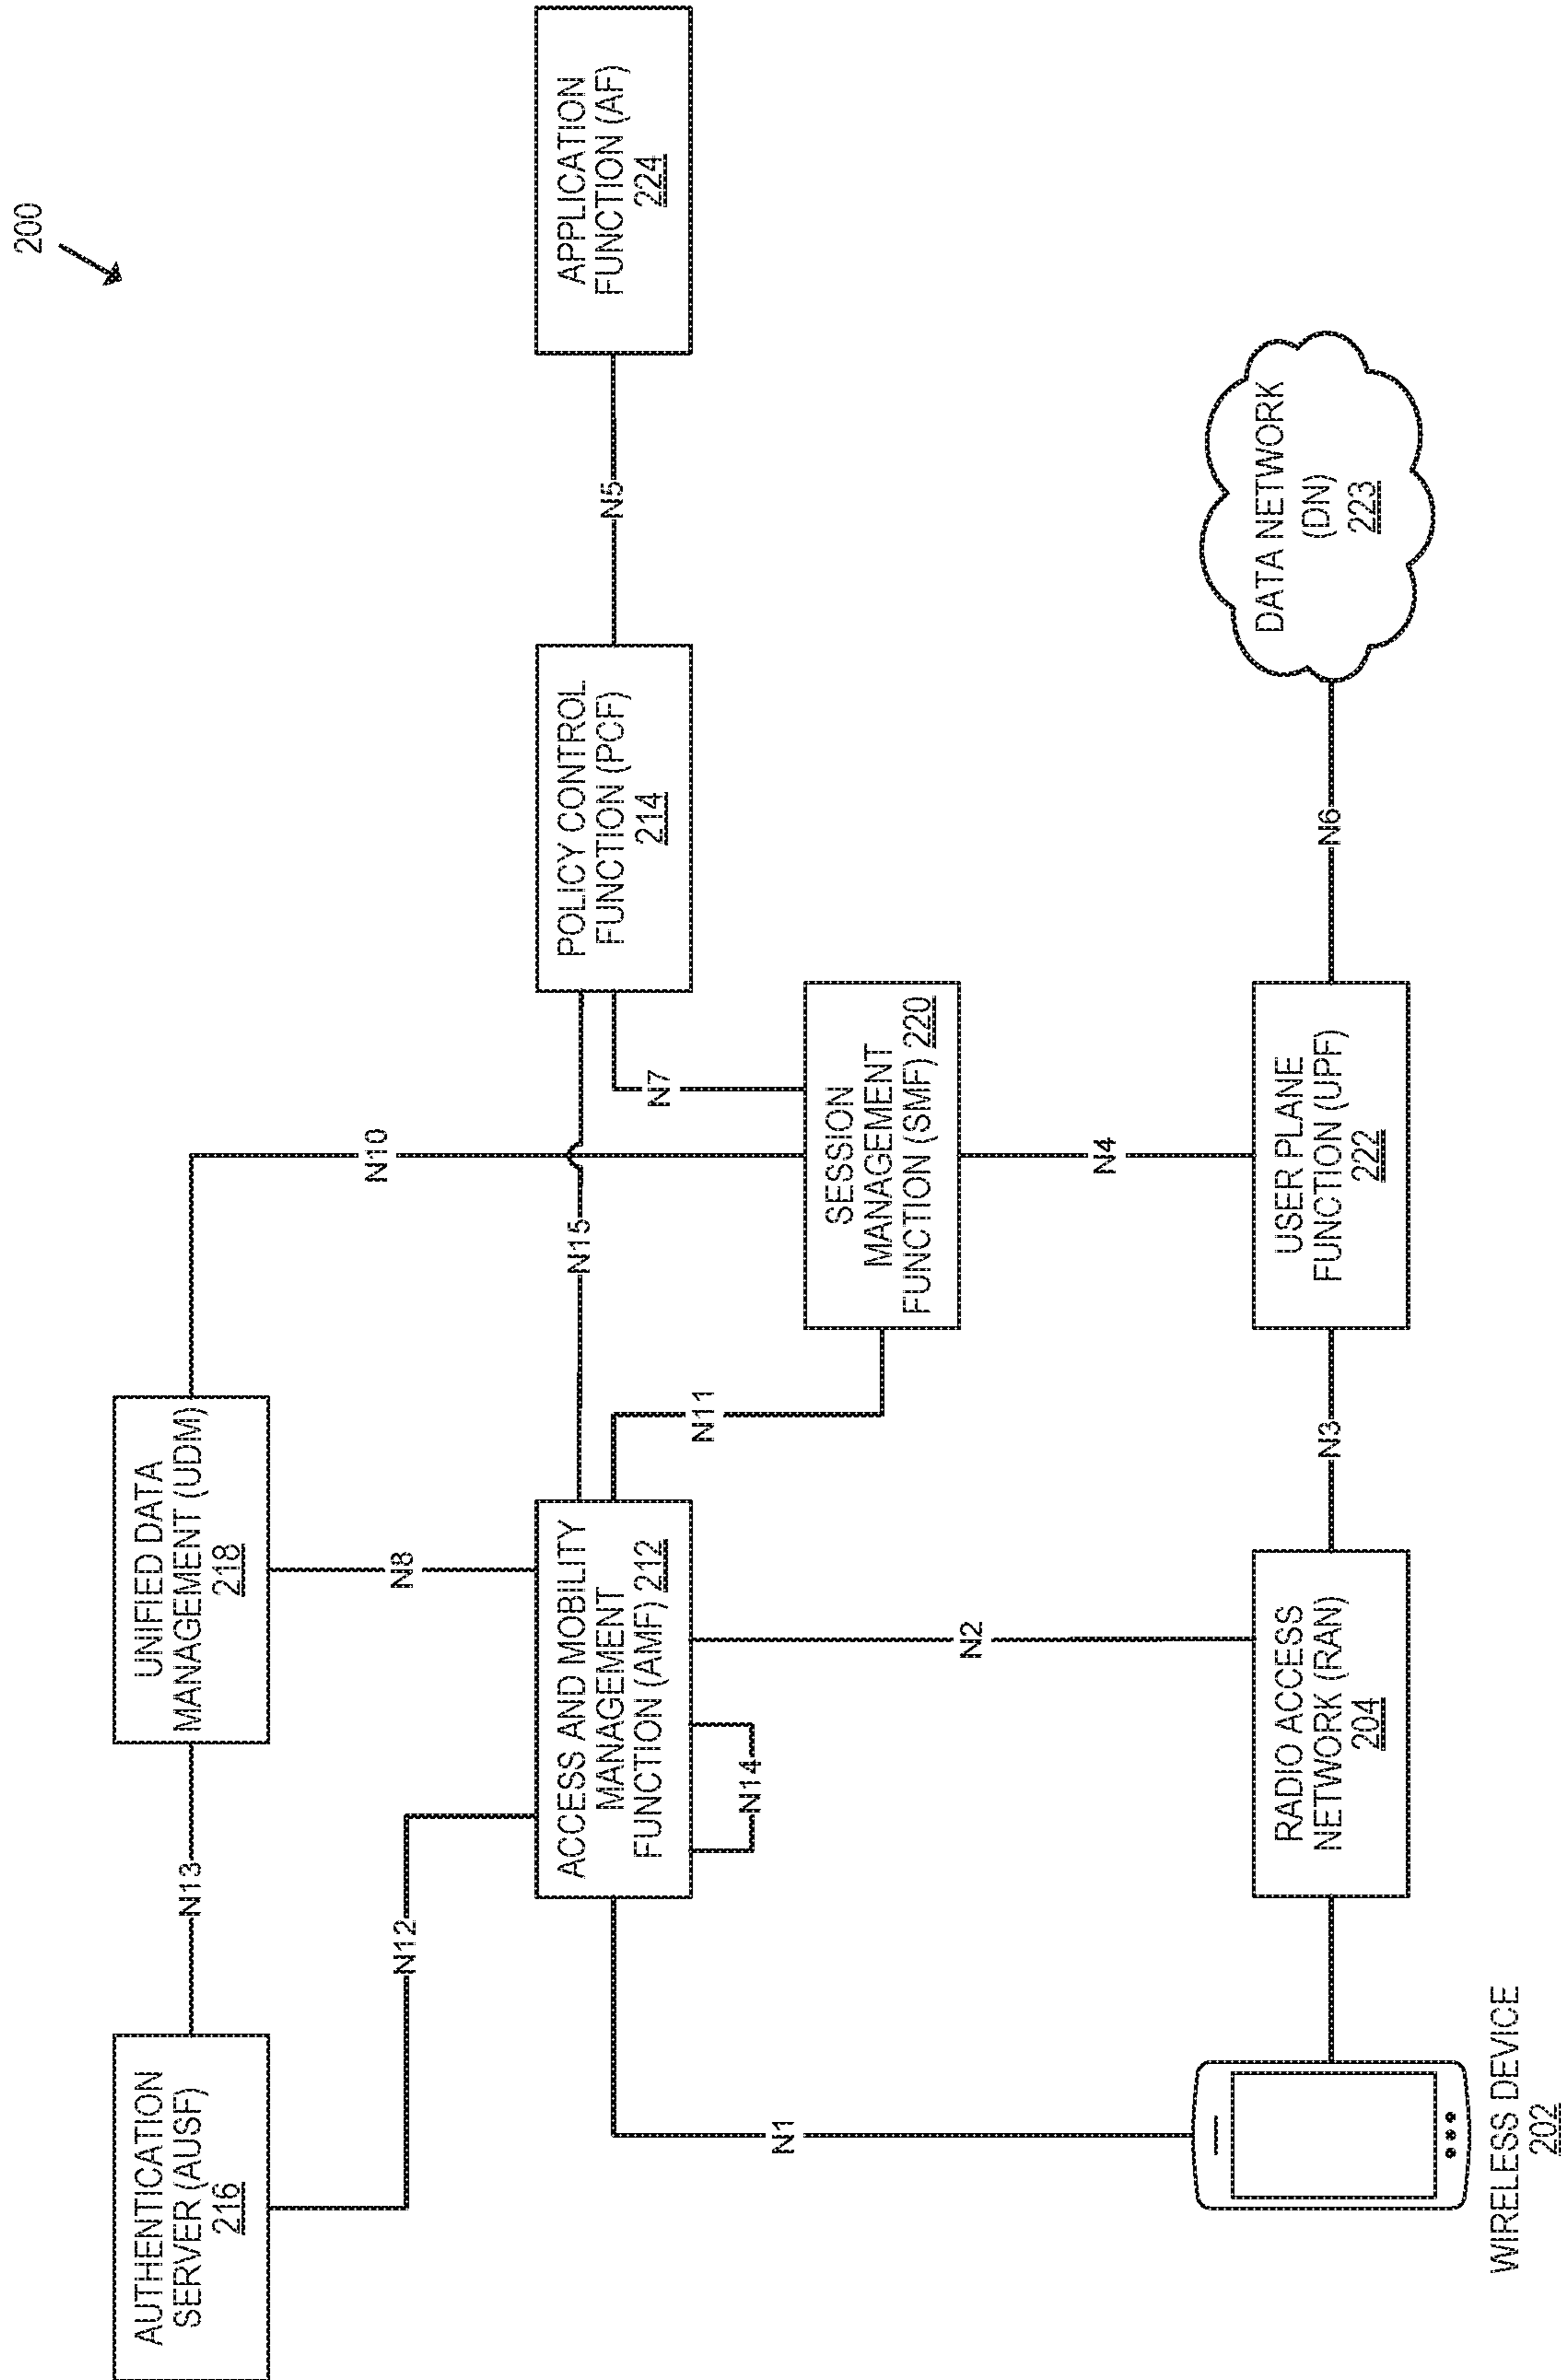 200
AUTHENTICATION
SERVER (AUSF)
216
N13
UNIFIED DATA
MANAGEMENT (UDM)
218
N12
N8
N10
ACCESS AND MOBILITY
MANAGEMENT
FUNCTION (AMF) 212
N14
N15
POLICY CONTROL
FUNCTION (PCF)
214
N5
APPLICATION
FUNCTION (AF)
224
N11
N7
SESSION
MANAGEMENT
FUNCTION (SMF) 220
N1
N2
N4
WIRELESS DEVICE
202
RADIO ACCESS
NETWORK (RAN)
204
N3
USER PLANE
FUNCTION (UPF)
222
N6
DATA NETWORK
(DN)
223